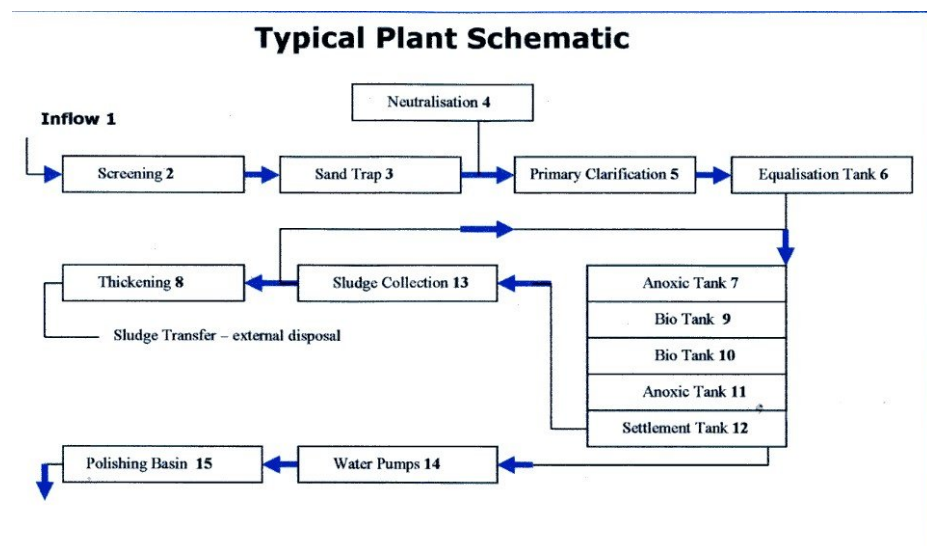 Typical Plant Schematic
Neutralisation 4
Inflow 1
Screening 2
Sand Trap 3
Primary Clarification 5
Equalisation Tank 6
Thickening 8
Sludge Collection 13
Anoxic Tank 7
Sludge Transfer – external disposal
Bio Tank 9
Bio Tank 10
Anoxic Tank 11
Settlement Tank 12
Polishing Basin 15
Water Pumps 14